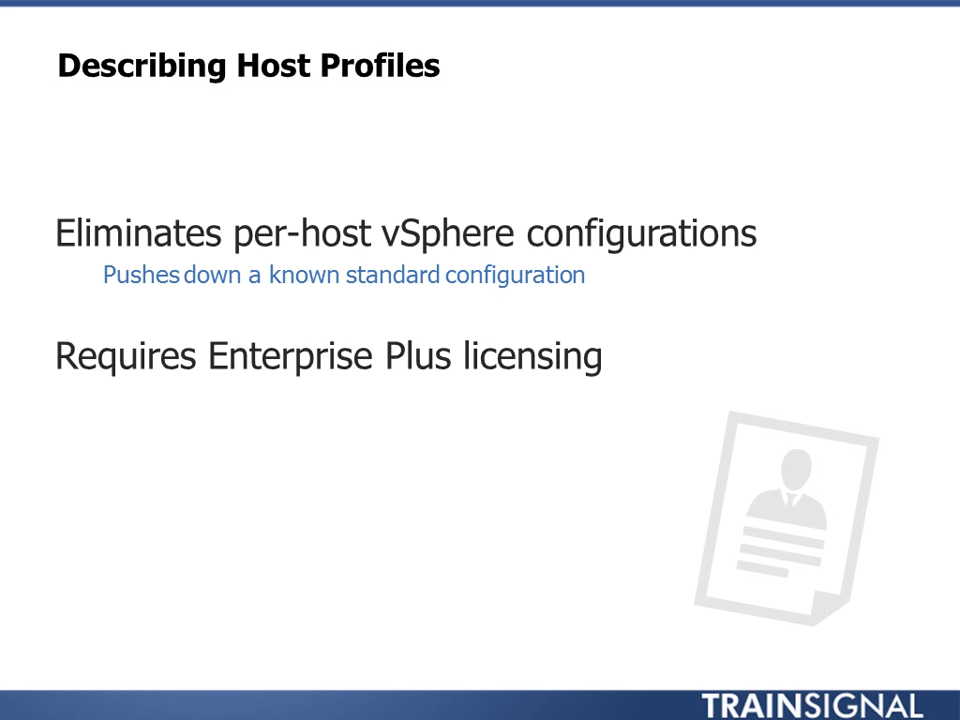 Describing Host Profiles
Eliminates per-host vSphere configurations
Pushes down a known standard configuration
Requires Enterprise Plus licensing
TRAINSIGNAL